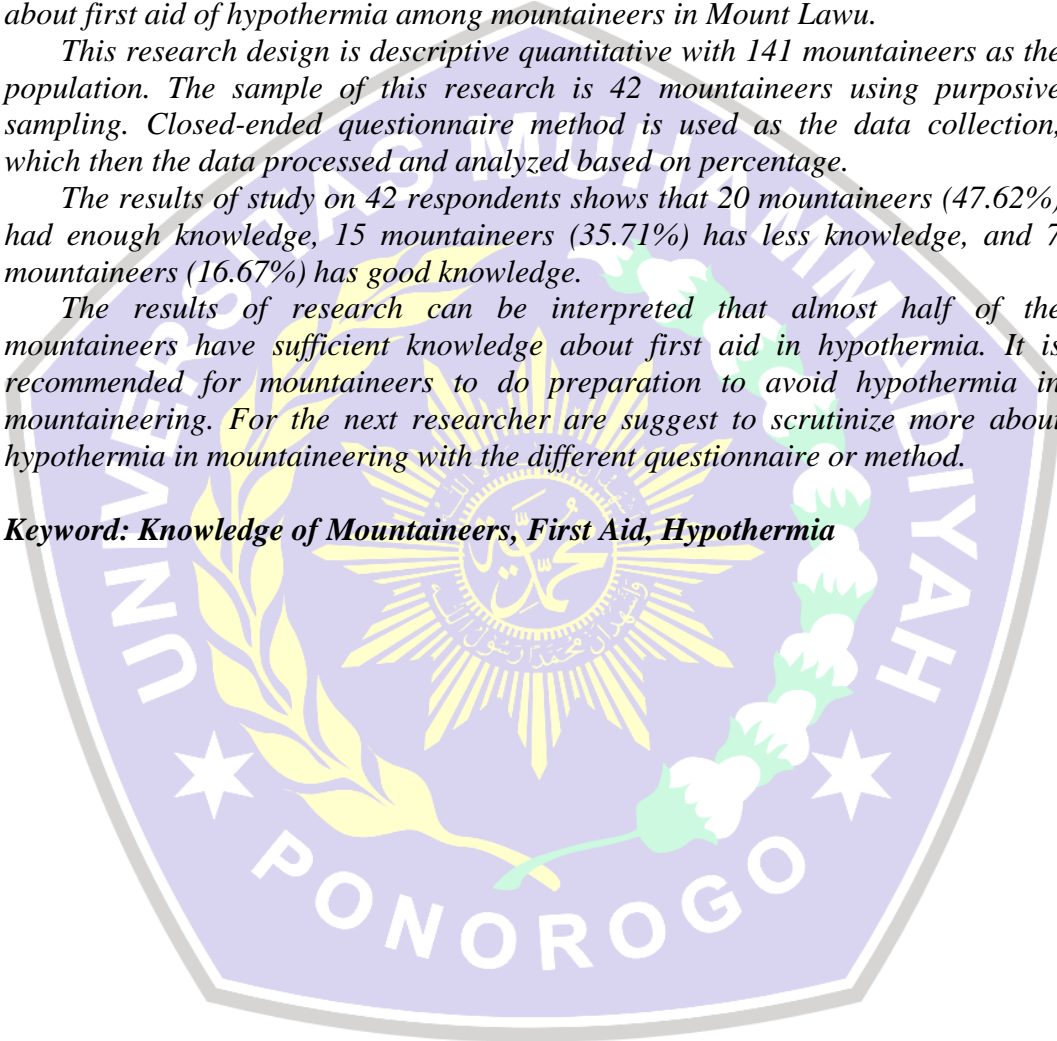 about first aid of hypothermia among mountaineers in Mount Lawu.
This research design is descriptive quantitative with 141 mountaineers as the
population. The sample of this research is 42 mountaineers using purposive
sampling. Closed-ended questionnaire method is used as the data collection,
which then the data processed and analyzed based on percentage.
The results of study on 42 respondents shows that 20 mountaineers (47.62%)
had enough knowledge, 15 mountaineers (35.71%) has less knowledge, and 7
mountaineers (16.67%) has good knowledge.
The results of research can be interpreted that almost half of the
mountaineers have sufficient knowledge about first aid in hypothermia. It is
recommended for mountaineers to do preparation to avoid hypothermia in
mountaineering. For the next researcher are suggest to scrutinize more about
hypothermia in mountaineering with the different questionnaire or method.
Keyword: Knowledge of Mountaineers, First Aid, Hypothermia
UNIVERSITAS MUHAMMADIYAH
PONOROGO